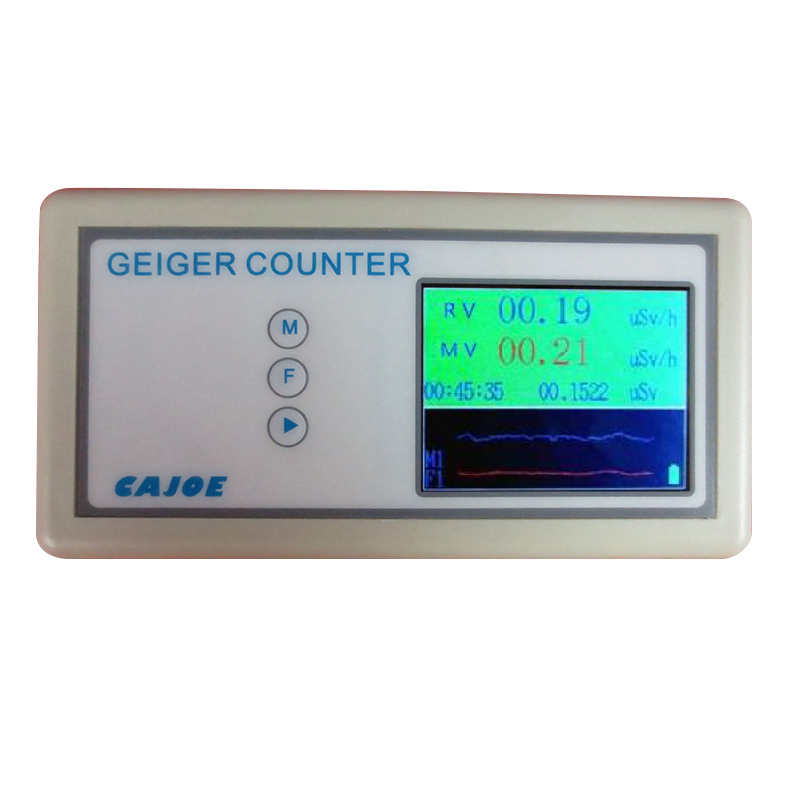 GEIGER COUNTER
M
F
CAJOE
RV 00.19 uSv/h
MV 00.21 uSv/h
00:45:35 00.1522 uSv
M1
F1